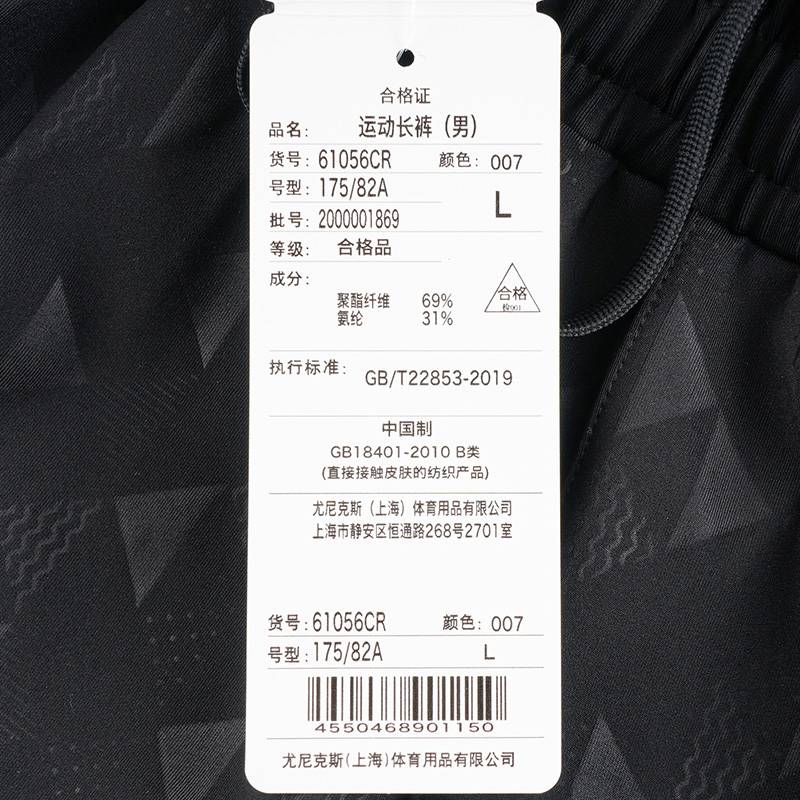 合格证
品名: 运动长裤（男）
货号: 61056CR 颜色: 007
号型: 175/82A L
批号: 2000001869
等级: 合格品
成分:
聚酯纤维 69%
氨纶 31%
合格
检001
执行标准: GB/T22853-2019
中国制
GB18401-2010 B类
(直接接触皮肤的纺织产品)
尤尼克斯（上海）体育用品有限公司
上海市静安区恒通路268号2701室
货号: 61056CR 颜色: 007
号型: 175/82A L
4550468901150
尤尼克斯(上海)体育用品有限公司